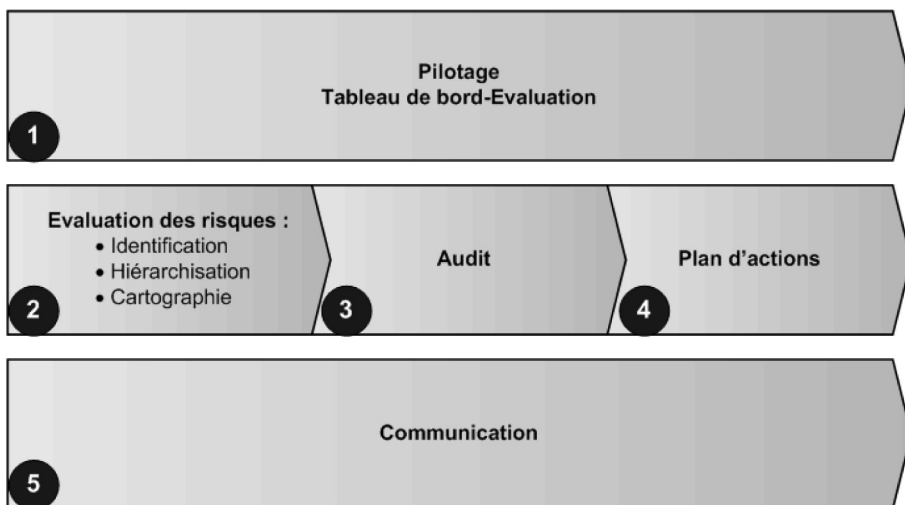 Pilotage
Tableau de bord-Evaluation
1
Evaluation des risques :
• Identification
• Hiérarchisation
• Cartographie
2
Audit
3
Plan d'actions
4
Communication
5